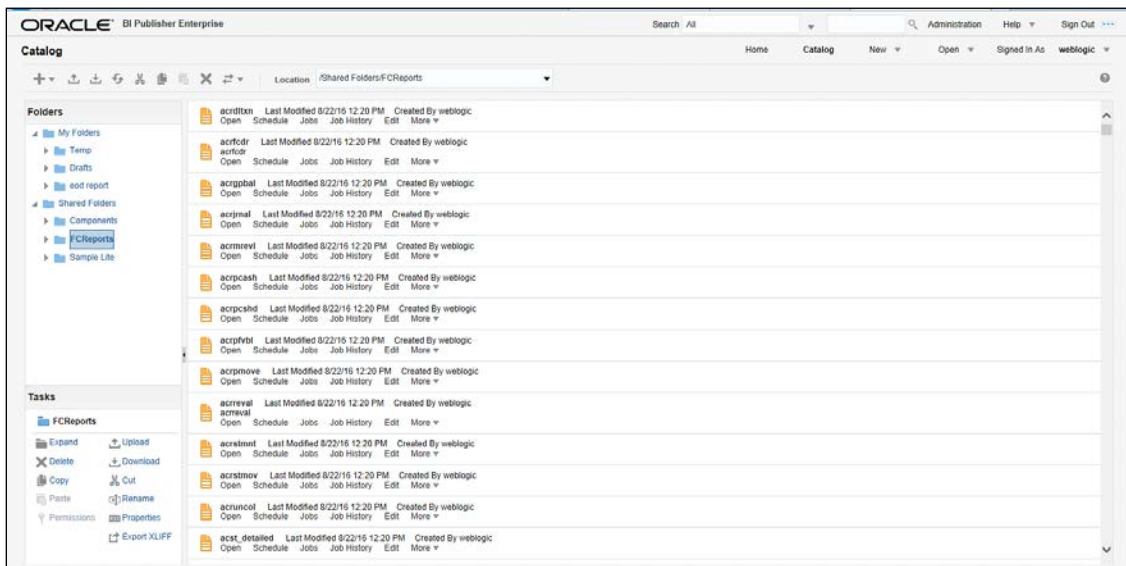 ORACLE BI Publisher Enterprise Search All Administration Help Sign Out
Catalog Home Catalog New Open Signed In As weblogic
Location /Shared Folders/FCReports
Folders
My Folders
Temp
Drafts
eod report
Shared Folders
Components
FCReports
Sample Lite
Tasks
FCReports
Expand Upload
Delete Download
Copy Cut
Paste Rename
Permissions Properties
Export XLIFF
acrdltxn Last Modified 8/22/16 12:20 PM Created By weblogic
Open Schedule Jobs Job History Edit More
acrfcdr Last Modified 8/22/16 12:20 PM Created By weblogic
acrfcdr
Open Schedule Jobs Job History Edit More
acrgpbal Last Modified 8/22/16 12:20 PM Created By weblogic
Open Schedule Jobs Job History Edit More
acrjrnal Last Modified 8/22/16 12:20 PM Created By weblogic
Open Schedule Jobs Job History Edit More
acrmrevl Last Modified 8/22/16 12:20 PM Created By weblogic
Open Schedule Jobs Job History Edit More
acrpcash Last Modified 8/22/16 12:20 PM Created By weblogic
Open Schedule Jobs Job History Edit More
acrpcshd Last Modified 8/22/16 12:20 PM Created By weblogic
Open Schedule Jobs Job History Edit More
acrpfvbl Last Modified 8/22/16 12:20 PM Created By weblogic
Open Schedule Jobs Job History Edit More
acrpmove Last Modified 8/22/16 12:20 PM Created By weblogic
Open Schedule Jobs Job History Edit More
acrreval Last Modified 8/22/16 12:20 PM Created By weblogic
acrreval
Open Schedule Jobs Job History Edit More
acrstmnt Last Modified 8/22/16 12:20 PM Created By weblogic
Open Schedule Jobs Job History Edit More
acrstmov Last Modified 8/22/16 12:20 PM Created By weblogic
Open Schedule Jobs Job History Edit More
acruncol Last Modified 8/22/16 12:20 PM Created By weblogic
Open Schedule Jobs Job History Edit More
acst_detailed Last Modified 8/22/16 12:20 PM Created By weblogic
Open Schedule Jobs Job History Edit More